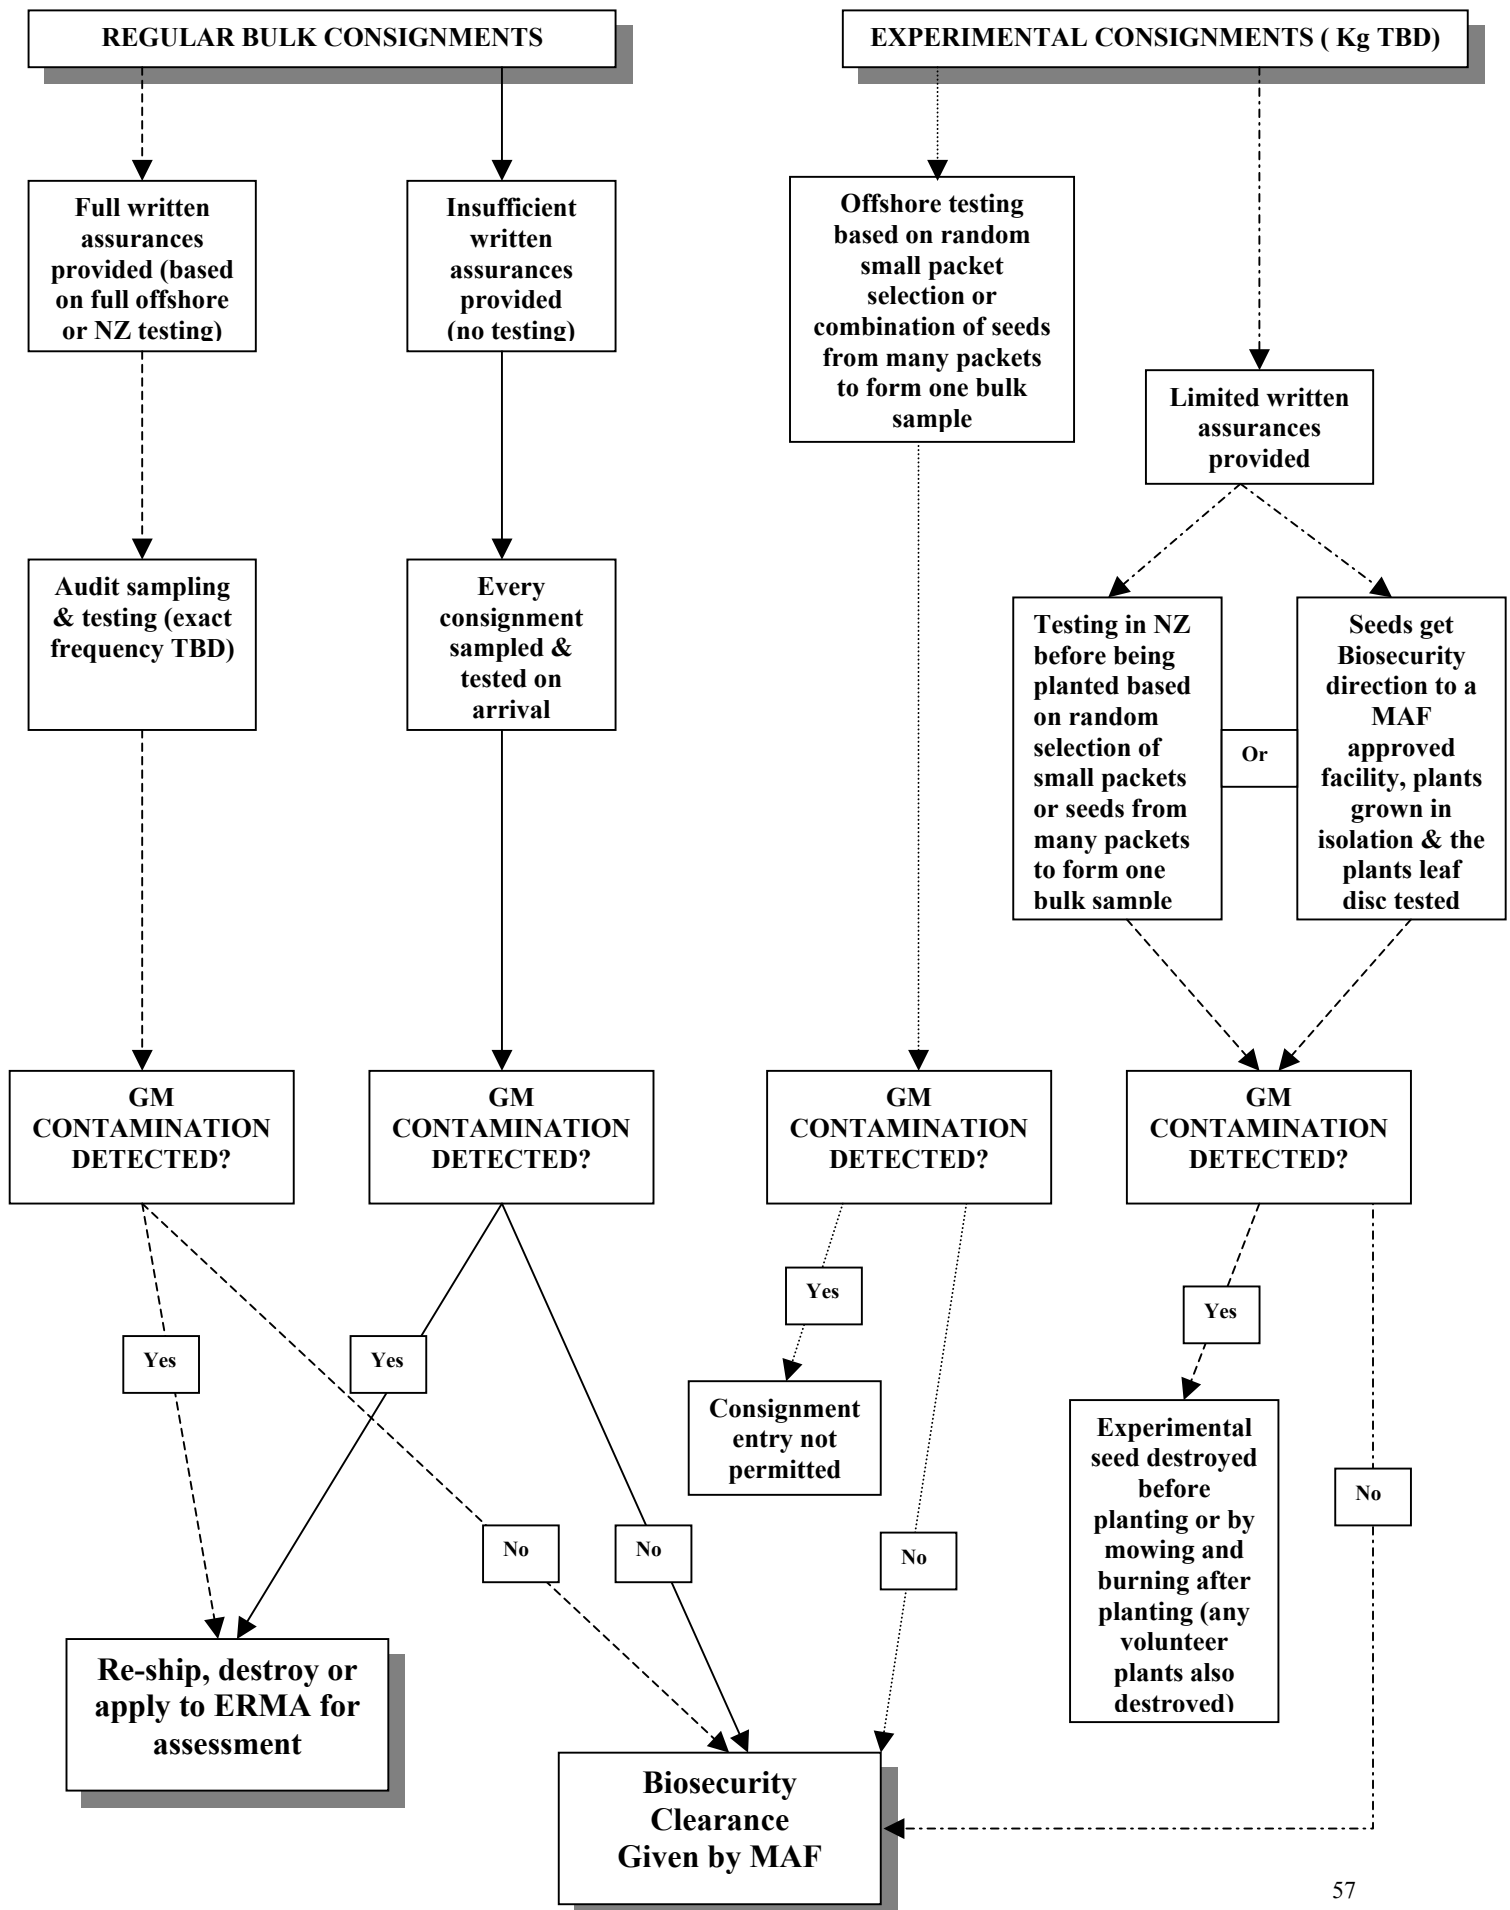 REGULAR BULK CONSIGNMENTS
EXPERIMENTAL CONSIGNMENTS ( Kg TBD)
Full written
assurances
provided (based
on full offshore
or NZ testing)
Insufficient
written
assurances
provided
(no testing)
Offshore testing
based on random
small packet
selection or
combination of seeds
from many packets
to form one bulk
sample
Limited written
assurances
provided
Audit sampling
& testing (exact
frequency TBD)
Every
consignment
sampled &
tested on
arrival
Testing in NZ
before being
planted based
on random
selection of
small packets
or seeds from
many packets
to form one
bulk sample
Or
Seeds get
Biosecurity
direction to a
MAF
approved
facility, plants
grown in
isolation & the
plants leaf
disc tested
GM
CONTAMINATION
DETECTED?
GM
CONTAMINATION
DETECTED?
GM
CONTAMINATION
DETECTED?
GM
CONTAMINATION
DETECTED?
Yes
Yes
Yes
Yes
Consignment
entry not
permitted
Experimental
seed destroyed
before
planting or by
mowing and
burning after
planting (any
volunteer
plants also
destroyed)
No
No
No
No
Re-ship, destroy or
apply to ERMA for
assessment
Biosecurity
Clearance
Given by MAF
57